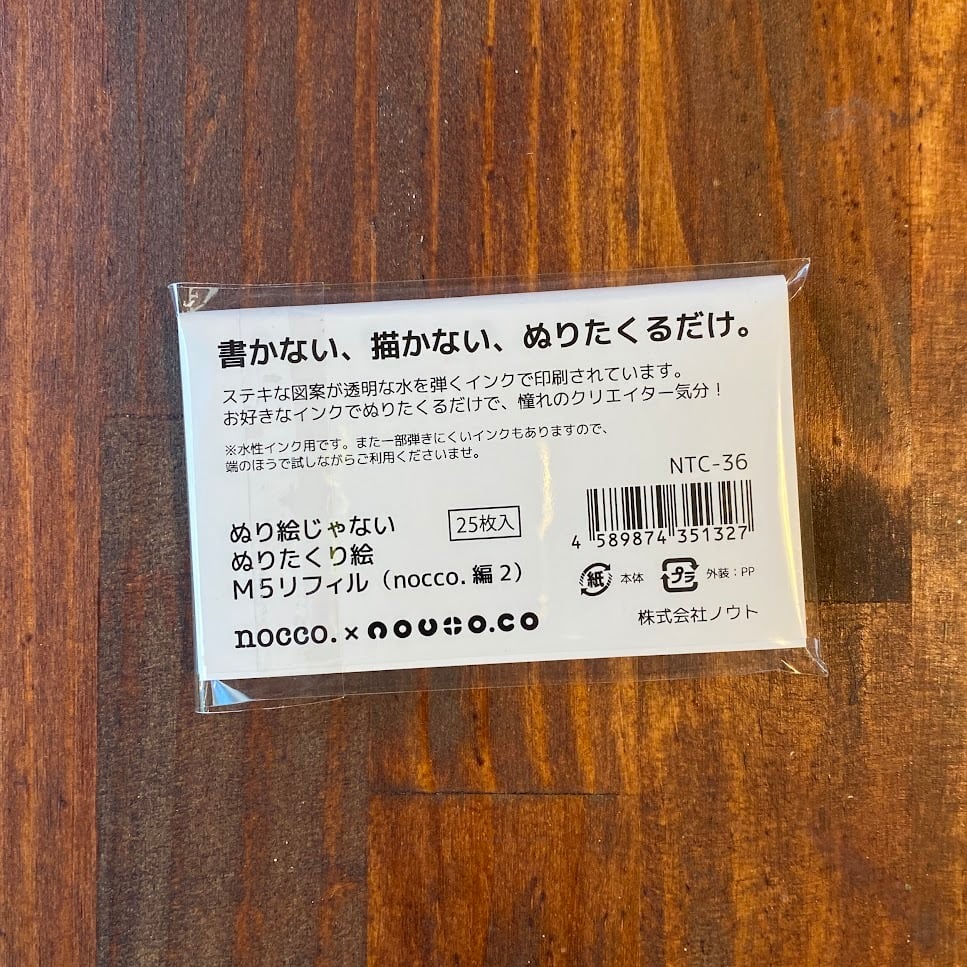 書かない、描かない、ぬりたくるだけ。
ステキな図案が透明な水を弾くインクで印刷されています。
お好きなインクでぬりたくるだけで、憧れのクリエイター気分！
※水性インク用です。また一部弾きにくいインクもありますので、
端のほうで試しながらご利用くださいませ。
NTC-36
4 589874 351327
ぬり絵じゃない
ぬりたくり絵
M5リフィル（nocco. 編 2）
25枚入
紙 本体 プラ 外装：PP
nocco. × nouto.co
株式会社ノウト